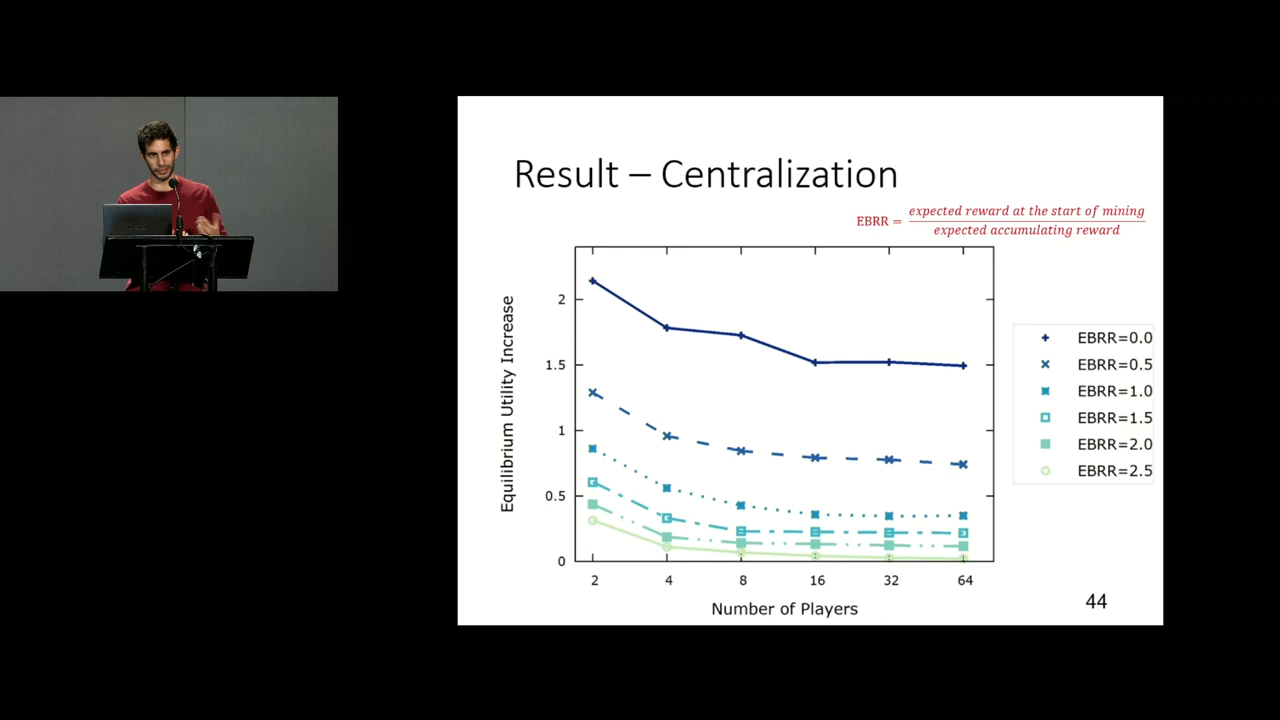 Result – Centralization
EBRR = expected reward at the start of mining
expected accumulating reward
Equilibrium Utility Increase
2
1.5
1
0.5
0
2 4 8 16 32 64
Number of Players
EBRR=0.0
EBRR=0.5
EBRR=1.0
EBRR=1.5
EBRR=2.0
EBRR=2.5
44